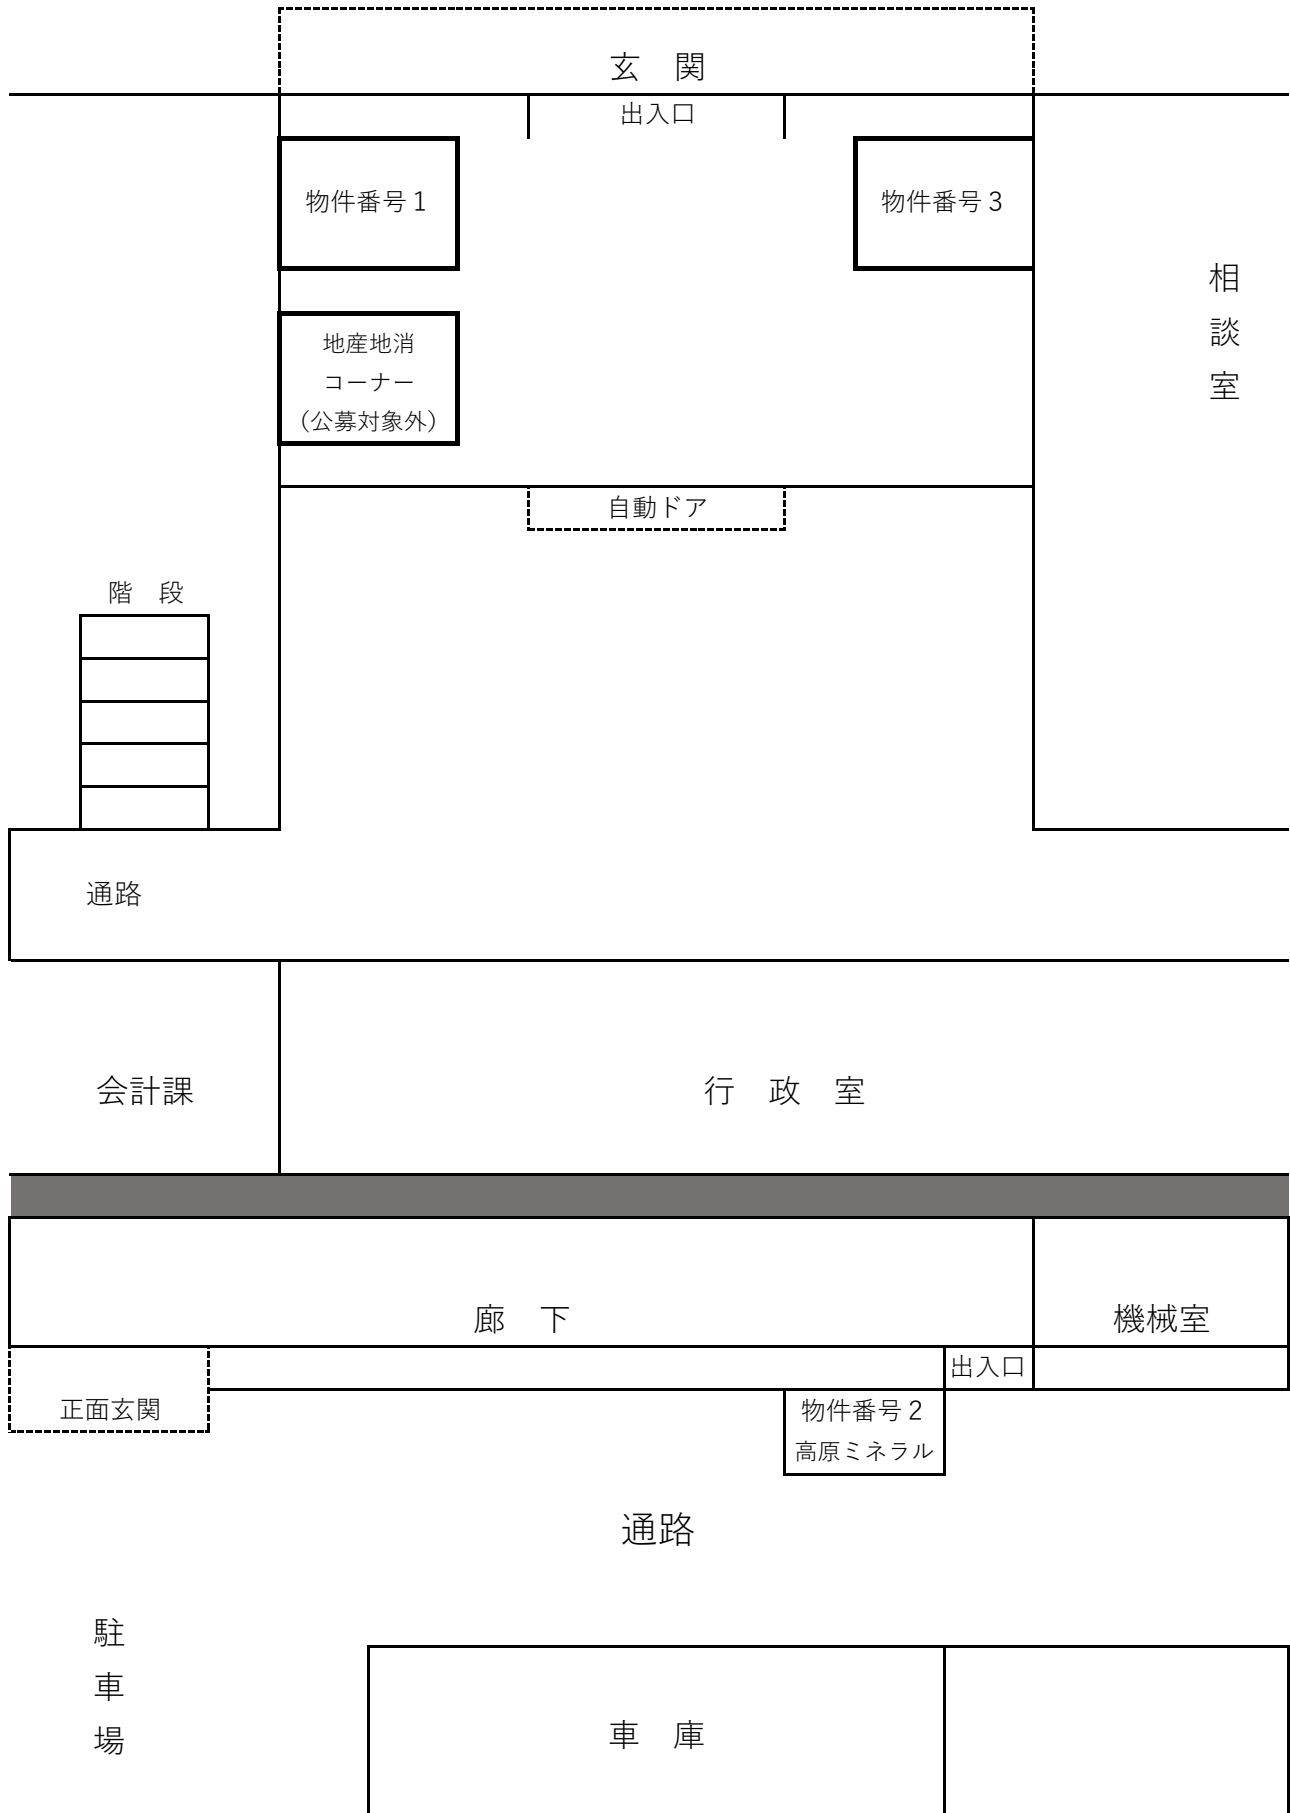 玄　関
出入口
物件番号１
物件番号３
地産地消
コーナー
（公募対象外）
相
談
室
自動ドア
階　段
通路
会計課
行　政　室
廊　下
機械室
出入口
正面玄関
物件番号２
高原ミネラル
通路
駐
車
場
車　庫